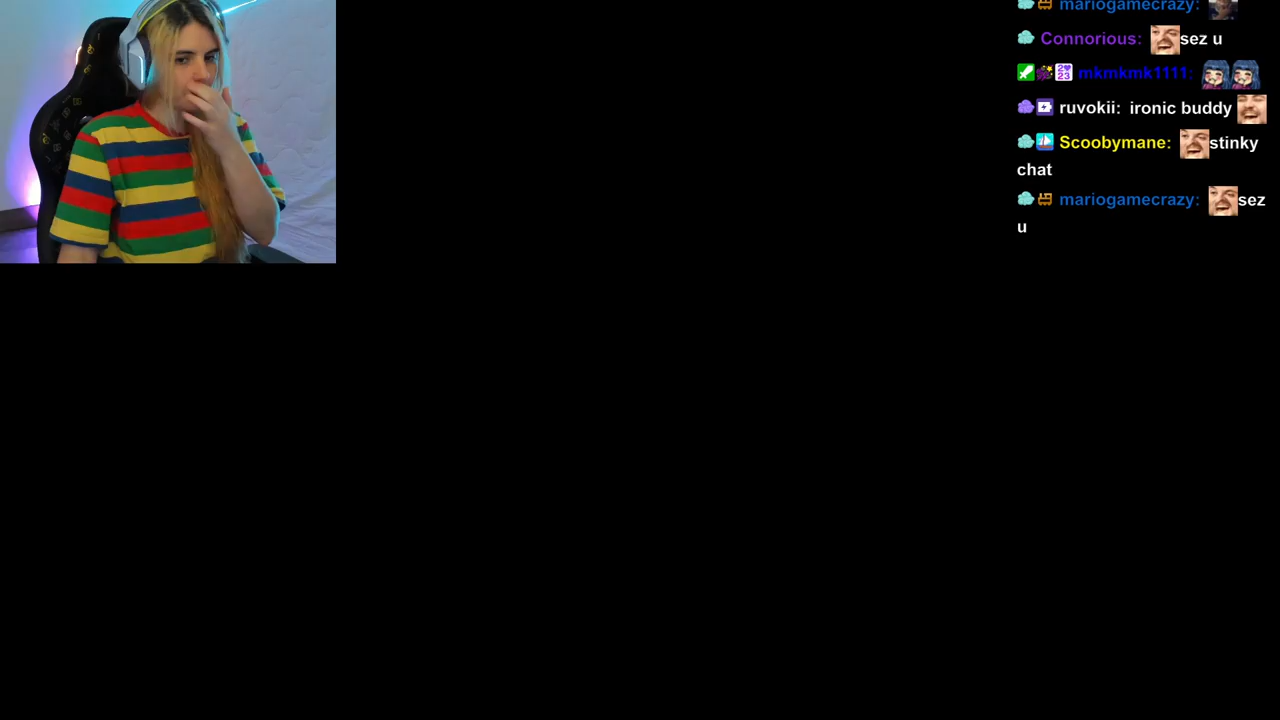 mariogamecrazy:
Connorious: sez u
mkmkmk1111:
ruvokii: ironic buddy
Scoobymane: stinky
chat
mariogamecrazy: sez
u